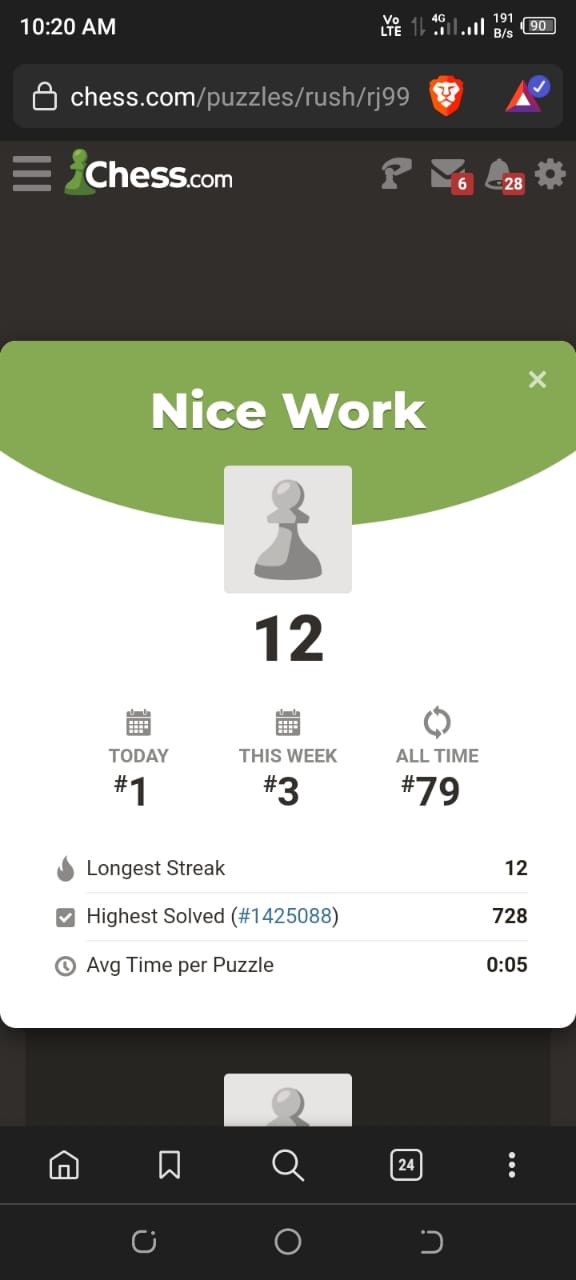 10:20 AM
Vo LTE 4G 191 B/s 90
chess.com/puzzles/rush/rj99
Chess.com 6 28
Nice Work
12
TODAY THIS WEEK ALL TIME
#1 #3 #79
Longest Streak 12
Highest Solved (#1425088) 728
Avg Time per Puzzle 0:05
24